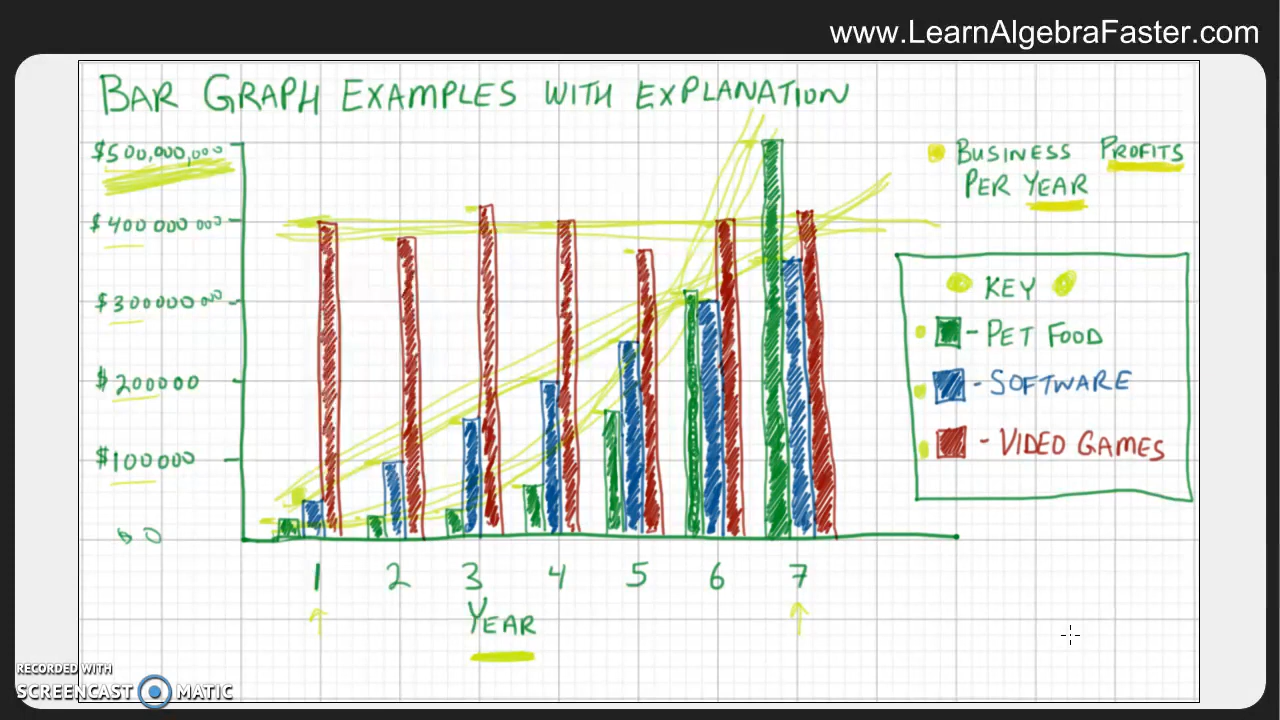 www.LearnAlgebraFaster.com
BAR GRAPH EXAMPLES WITH EXPLANATION
$500,000,000
$400 000 000
$300000000
$200000
$100000
$0
BUSINESS PROFITS
PER YEAR
KEY
- PET FOOD
- SOFTWARE
- VIDEO GAMES
1 2 3 4 5 6 7
YEAR
RECORDED WITH
SCREENCAST MATIC